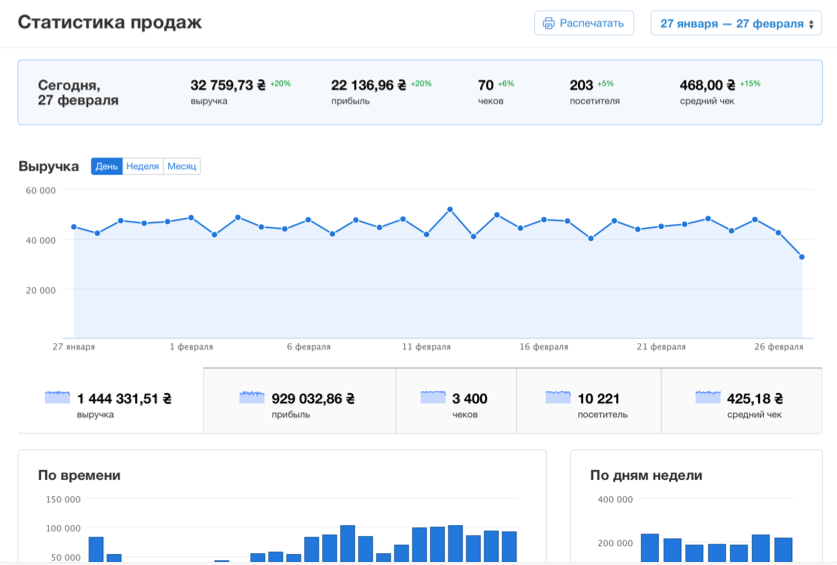 Статистика продаж
Распечатать
27 января — 27 февраля
Сегодня,
27 февраля
32 759,73 ₴ +20%
выручка
22 136,96 ₴ +20%
прибыль
70 +6%
чеков
203 +5%
посетителя
468,00 ₴ +15%
средний чек
Выручка
День Неделя Месяц
60 000
40 000
20 000
27 января 1 февраля 6 февраля 11 февраля 16 февраля 21 февраля 26 февраля
1 444 331,51 ₴
выручка
929 032,86 ₴
прибыль
3 400
чеков
10 221
посетитель
425,18 ₴
средний чек
По времени
150 000
100 000
50 000
По дням недели
400 000
200 000